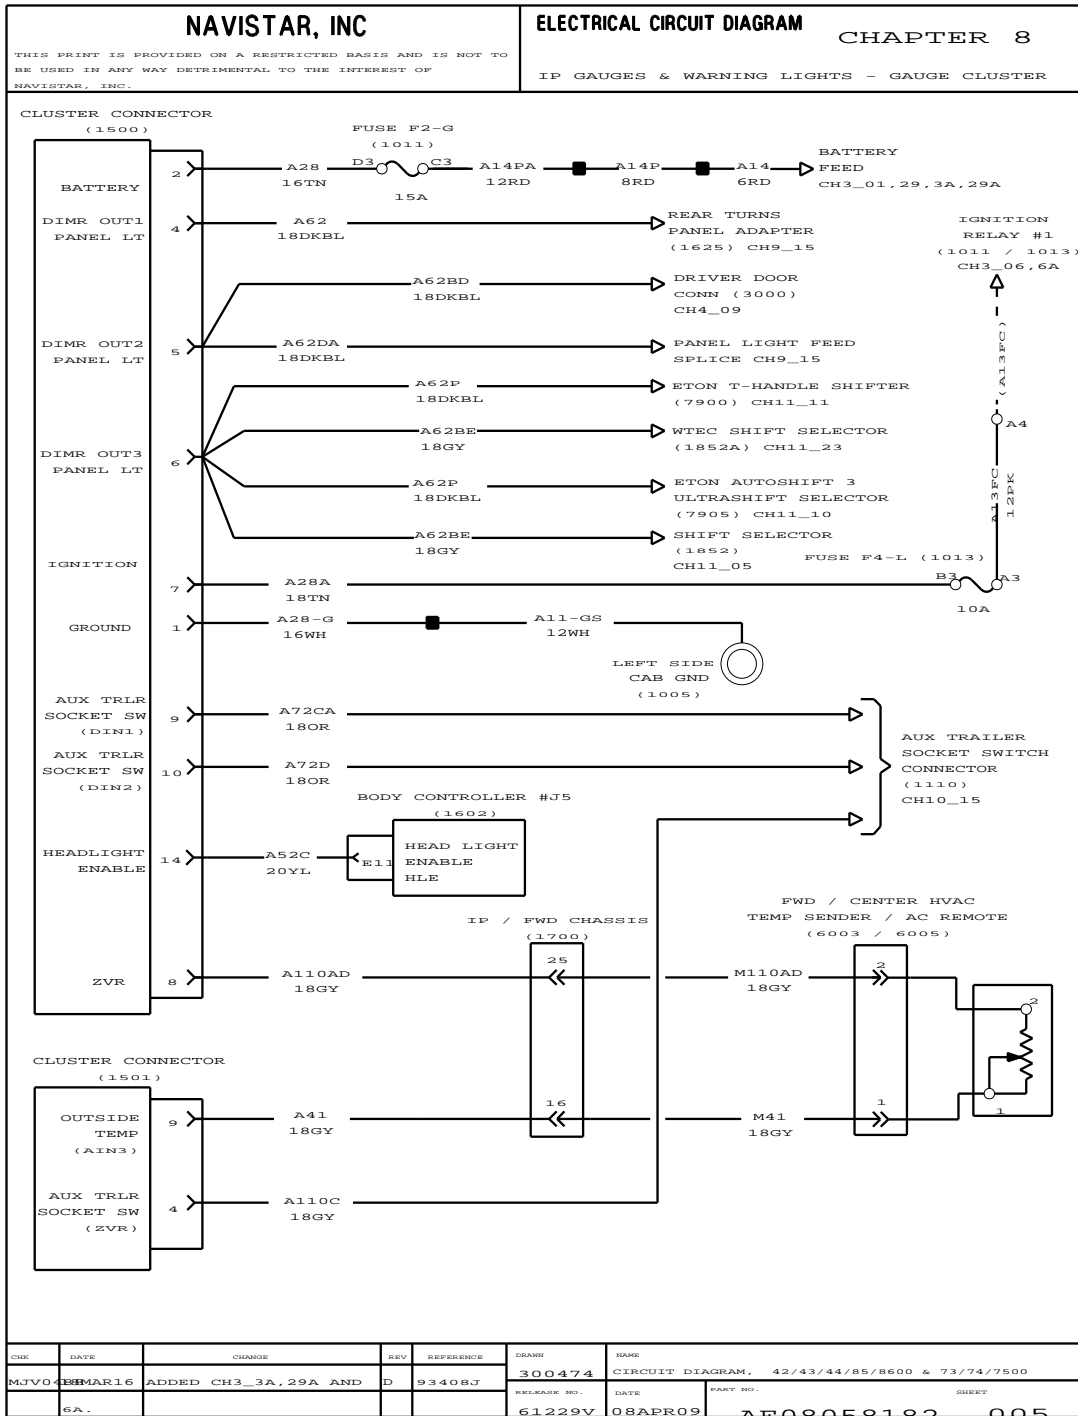 NAVISTAR, INC
THIS PRINT IS PROVIDED ON A RESTRICTED BASIS AND IS NOT TO
BE USED IN ANY WAY DETRIMENTAL TO THE INTEREST OF
NAVISTAR, INC.
ELECTRICAL CIRCUIT DIAGRAM
CHAPTER 8
IP GAUGES & WARNING LIGHTS - GAUGE CLUSTER
CLUSTER CONNECTOR
(1500)
FUSE F2-G
(1011)
BATTERY
2
A28
16TN
D3
C3
15A
A14PA
12RD
A14P
8RD
A14
6RD
BATTERY
FEED
CH3_01,29,3A,29A
DIMR OUT1
PANEL LT
4
A62
18DKBL
REAR TURNS
PANEL ADAPTER
(1625) CH9_15
IGNITION
RELAY #1
(1011 / 1013)
CH3_06,6A
A62BD
18DKBL
DRIVER DOOR
CONN (3000)
CH4_09
DIMR OUT2
PANEL LT
5
A62DA
18DKBL
PANEL LIGHT FEED
SPLICE CH9_15
(A13FC)
A62P
18DKBL
ETON T-HANDLE SHIFTER
(7900) CH11_11
A4
A62BE
18GY
WTEC SHIFT SELECTOR
(1852A) CH11_23
DIMR OUT3
PANEL LT
6
A62P
18DKBL
ETON AUTOSHIFT 3
ULTRASHIFT SELECTOR
(7905) CH11_10
A13FC
12PK
A62BE
18GY
SHIFT SELECTOR
(1852)
CH11_05
FUSE F4-L (1013)
IGNITION
7
A28A
18TN
B3
A3
10A
GROUND
1
A28-G
16WH
A11-GS
12WH
LEFT SIDE
CAB GND
(1005)
AUX TRLR
SOCKET SW
(DIN1)
9
A72CA
18OR
AUX TRLR
SOCKET SW
(DIN2)
10
A72D
18OR
AUX TRAILER
SOCKET SWITCH
CONNECTOR
(1110)
CH10_15
BODY CONTROLLER #J5
(1602)
HEADLIGHT
ENABLE
14
A52C
20YL
E11
HEAD LIGHT
ENABLE
HLE
IP / FWD CHASSIS
(1700)
FWD / CENTER HVAC
TEMP SENDER / AC REMOTE
(6003 / 6005)
ZVR
8
A110AD
18GY
25
M110AD
18GY
2
2
CLUSTER CONNECTOR
(1501)
OUTSIDE
TEMP
(AIN3)
9
A41
18GY
16
M41
18GY
1
1
AUX TRLR
SOCKET SW
(ZVR)
4
A110C
18GY
CHK DATE CHANGE REV REFERENCE
18MAR16 ADDED CH3_3A,29A AND D 93408J
6A.
DRAWN
300474
NAME
CIRCUIT DIAGRAM, 42/43/44/85/8600 & 73/74/7500
RELEASE NO.
61229V
DATE
08APR09
PART NO.
AE08058182
SHEET
005